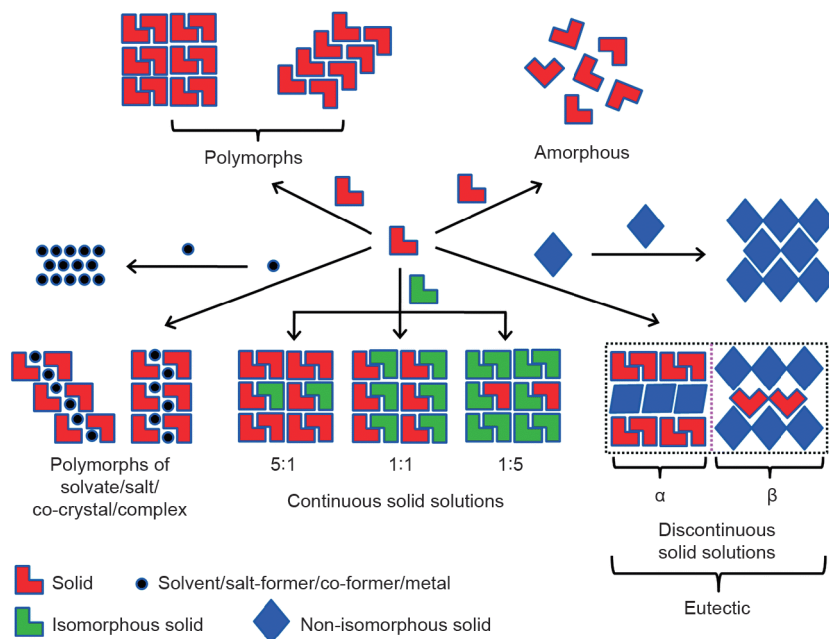 Polymorphs
Amorphous
Polymorphs of
solvate/salt/
co-crystal/complex
5:1
1:1
1:5
Continuous solid solutions
α
β
Discontinuous
solid solutions
Eutectic
Solid
Solvent/salt-former/co-former/metal
Isomorphous solid
Non-isomorphous solid